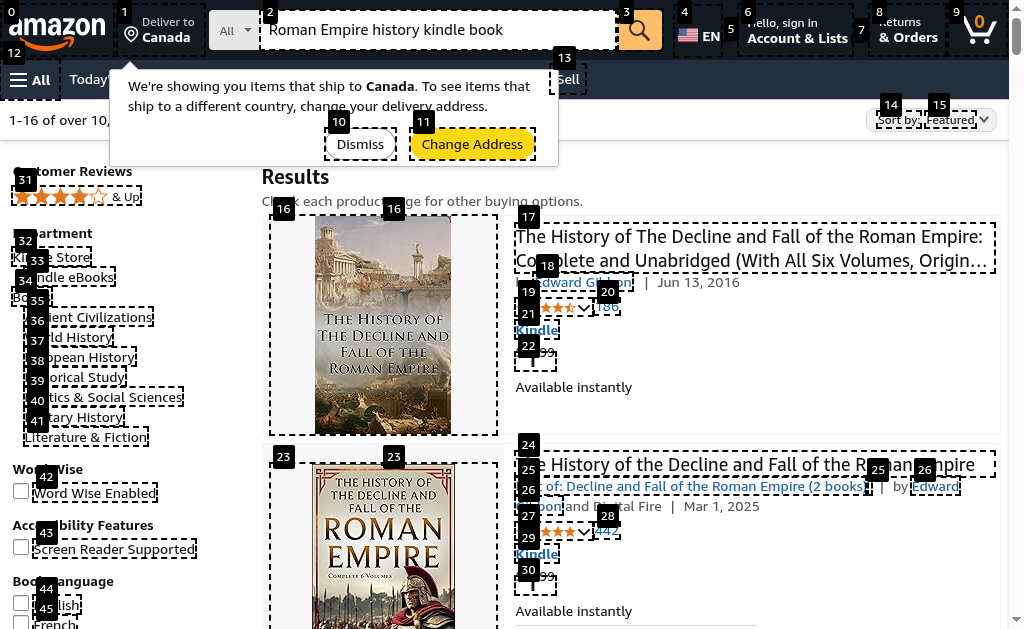 0 1 2 3 4 5 6 7 8 9
amazon
Deliver to
Canada
All
Roman Empire history kindle book
EN
Hello, sign in
Account & Lists
Returns
& Orders
0
12
All
Today'
13
Sell
We're showing you items that ship to Canada. To see items that
ship to a different country, change your delivery address.
10 11
Dismiss
Change Address
1-16 of over 10,
14 15
Sort by: Featured
31
Customer Reviews
& Up
Department
32
Kindle Store
33
Kindle eBooks
34
Books
35
Ancient Civilizations
36
World History
37
European History
38
Historical Study
39
Politics & Social Sciences
40
Military History
41
Literature & Fiction
Word Wise
42
Word Wise Enabled
Accessibility Features
43
Screen Reader Supported
Book Language
44
English
45
French
Results
Check each product page for other buying options.
16 16
THE HISTORY OF
THE DECLINE AND
FALL OF THE
ROMAN EMPIRE
17
The History of The Decline and Fall of the Roman Empire:
Complete and Unabridged (With All Six Volumes, Origin…
18
by Edward Gibbon | Jun 13, 2016
19 20
186
21
Kindle
22
99
Available instantly
23 23
THE HISTORY OF
THE DECLINE AND
FALL OF THE
ROMAN
EMPIRE
COMPLETE 6 VOLUMES
24
The History of the Decline and Fall of the Roman Empire
25 25 26
Part of: Decline and Fall of the Roman Empire (2 books) | by Edward
26
Gibbon and Digital Fire | Mar 1, 2025
27 28
442
29
Kindle
30
99
Available instantly